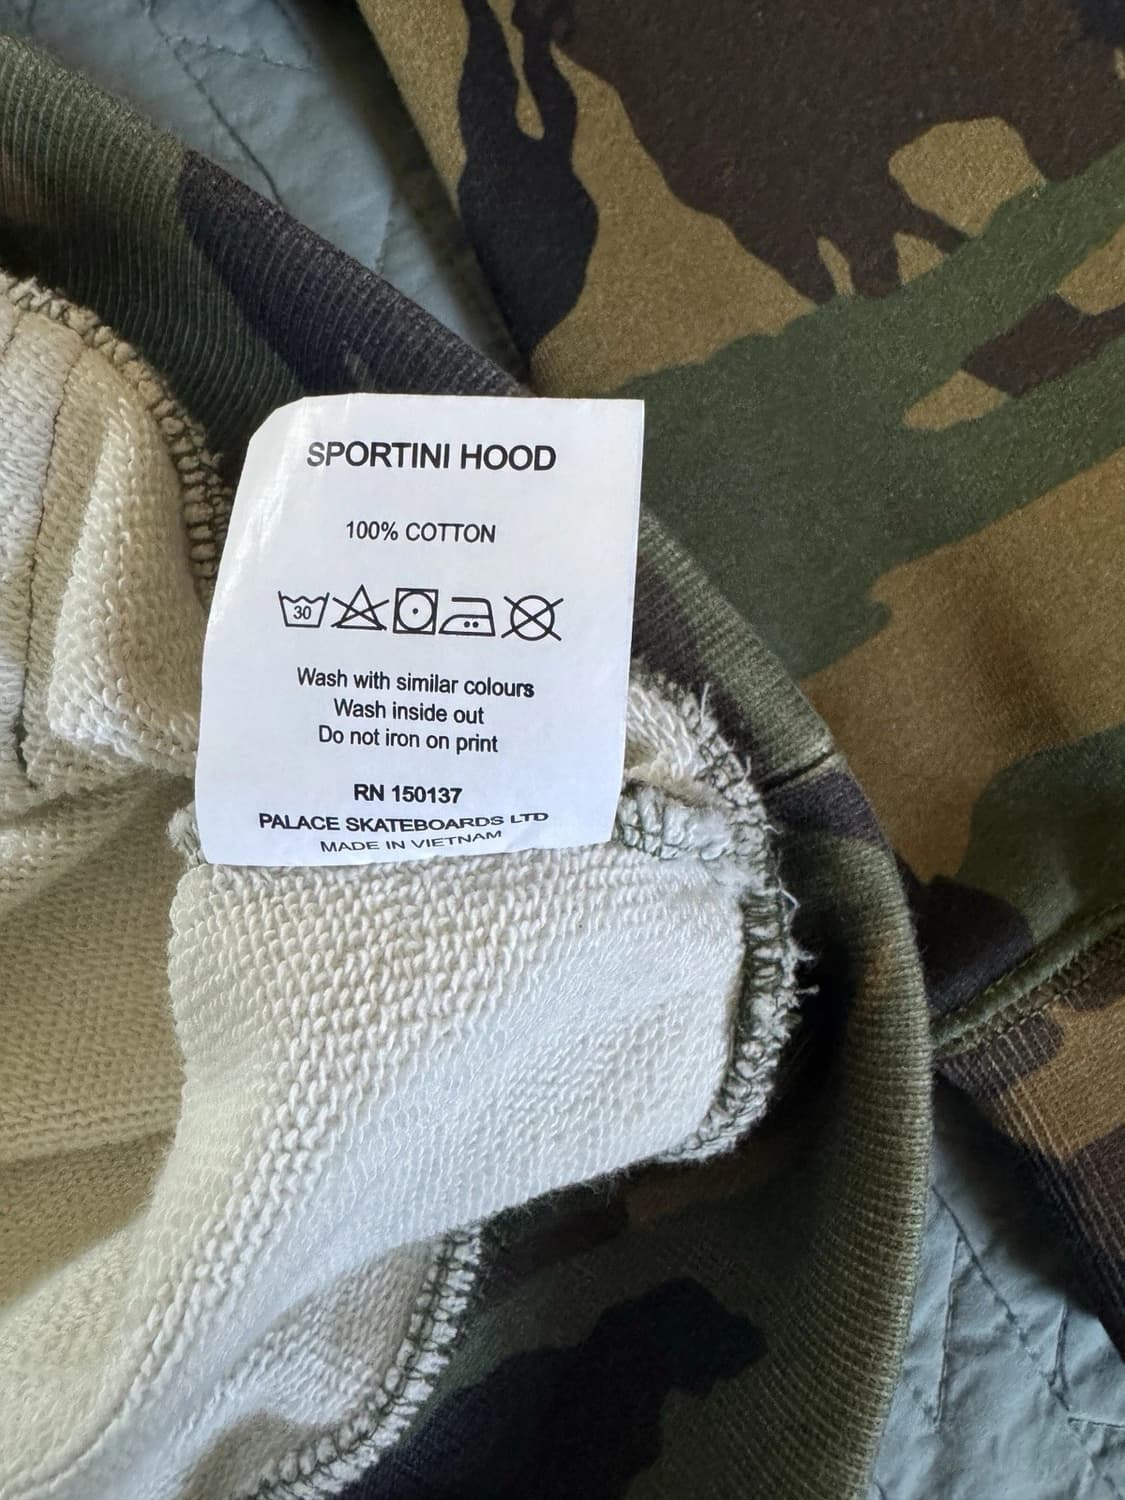 SPORTINI HOOD
100% COTTON
30
Wash with similar colours
Wash inside out
Do not iron on print
RN 150137
PALACE SKATEBOARDS LTD
MADE IN VIETNAM